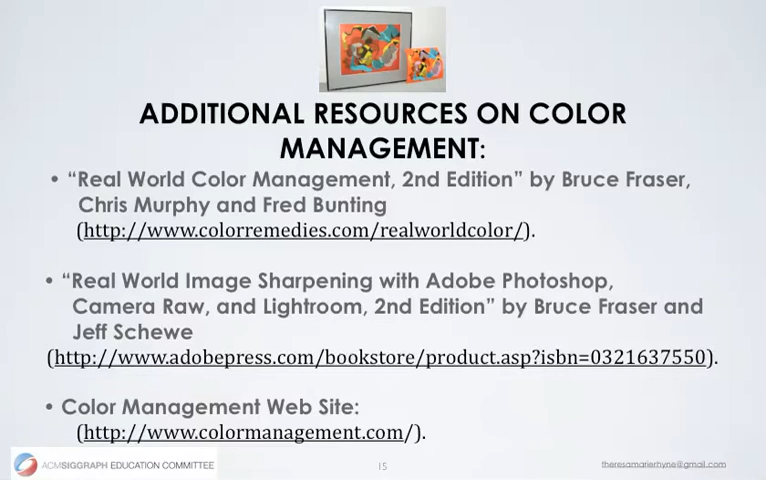 ADDITIONAL RESOURCES ON COLOR
MANAGEMENT:
• “Real World Color Management, 2nd Edition” by Bruce Fraser,
Chris Murphy and Fred Bunting
(http://www.colorremedies.com/realworldcolor/).
• “Real World Image Sharpening with Adobe Photoshop,
Camera Raw, and Lightroom, 2nd Edition” by Bruce Fraser and
Jeff Schewe
(http://www.adobepress.com/bookstore/product.asp?isbn=0321637550).
• Color Management Web Site:
(http://www.colormanagement.com/).
ACMSIGGRAPH EDUCATION COMMITTEE
15
theresamarierhyne@gmail.com